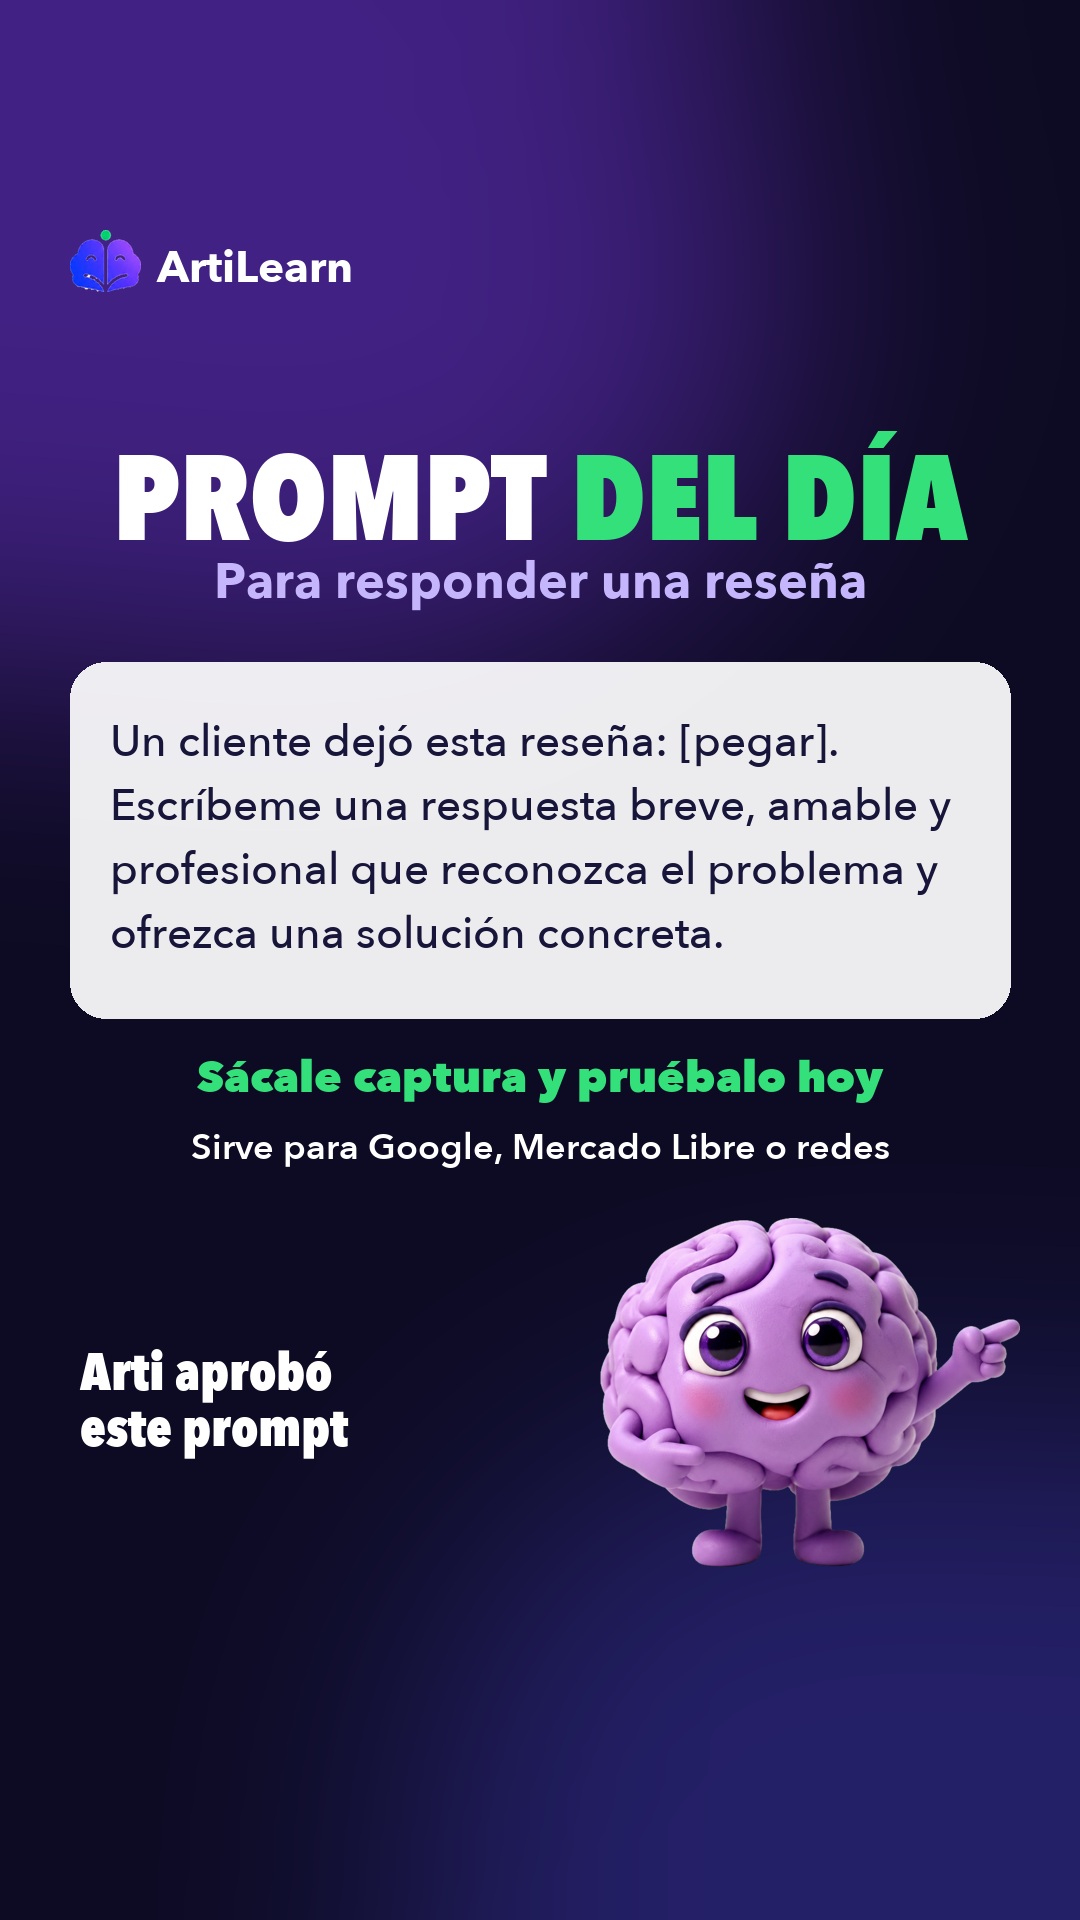 ArtiLearn
PROMPT DEL DÍA
Para responder una reseña
Un cliente dejó esta reseña: [pegar].
Escríbeme una respuesta breve, amable y
profesional que reconozca el problema y
ofrezca una solución concreta.
Sácale captura y pruébalo hoy
Sirve para Google, Mercado Libre o redes
Arti aprobó
este prompt